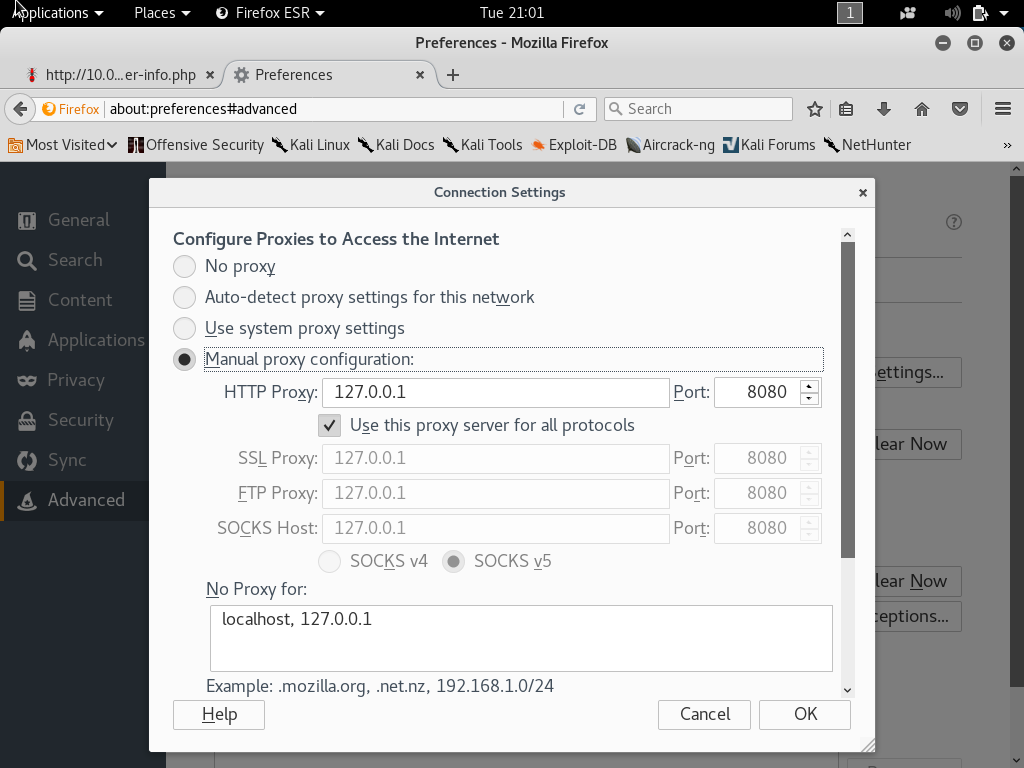 Applications Places Firefox ESR Tue 21:01 1
Preferences - Mozilla Firefox
http://10.0...er-info.php Preferences
Firefox about:preferences#advanced Search
Most Visited Offensive Security Kali Linux Kali Docs Kali Tools Exploit-DB Aircrack-ng Kali Forums NetHunter »
Connection Settings
General
Search
Content
Applications
Privacy
Security
Sync
Advanced
Configure Proxies to Access the Internet
No proxy
Auto-detect proxy settings for this network
Use system proxy settings
Manual proxy configuration:
HTTP Proxy: 127.0.0.1 Port: 8080
Use this proxy server for all protocols
SSL Proxy: 127.0.0.1 Port: 8080
FTP Proxy: 127.0.0.1 Port: 8080
SOCKS Host: 127.0.0.1 Port: 8080
SOCKS v4 SOCKS v5
No Proxy for:
localhost, 127.0.0.1
Example: .mozilla.org, .net.nz, 192.168.1.0/24
Help Cancel OK
?
ettings...
lear Now
lear Now
ceptions...